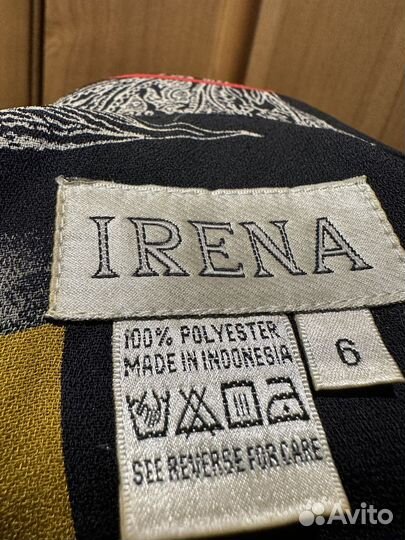 IRENA
100% POLYESTER
MADE IN INDONESIA
6
SEE REVERSE FOR CARE
Avito